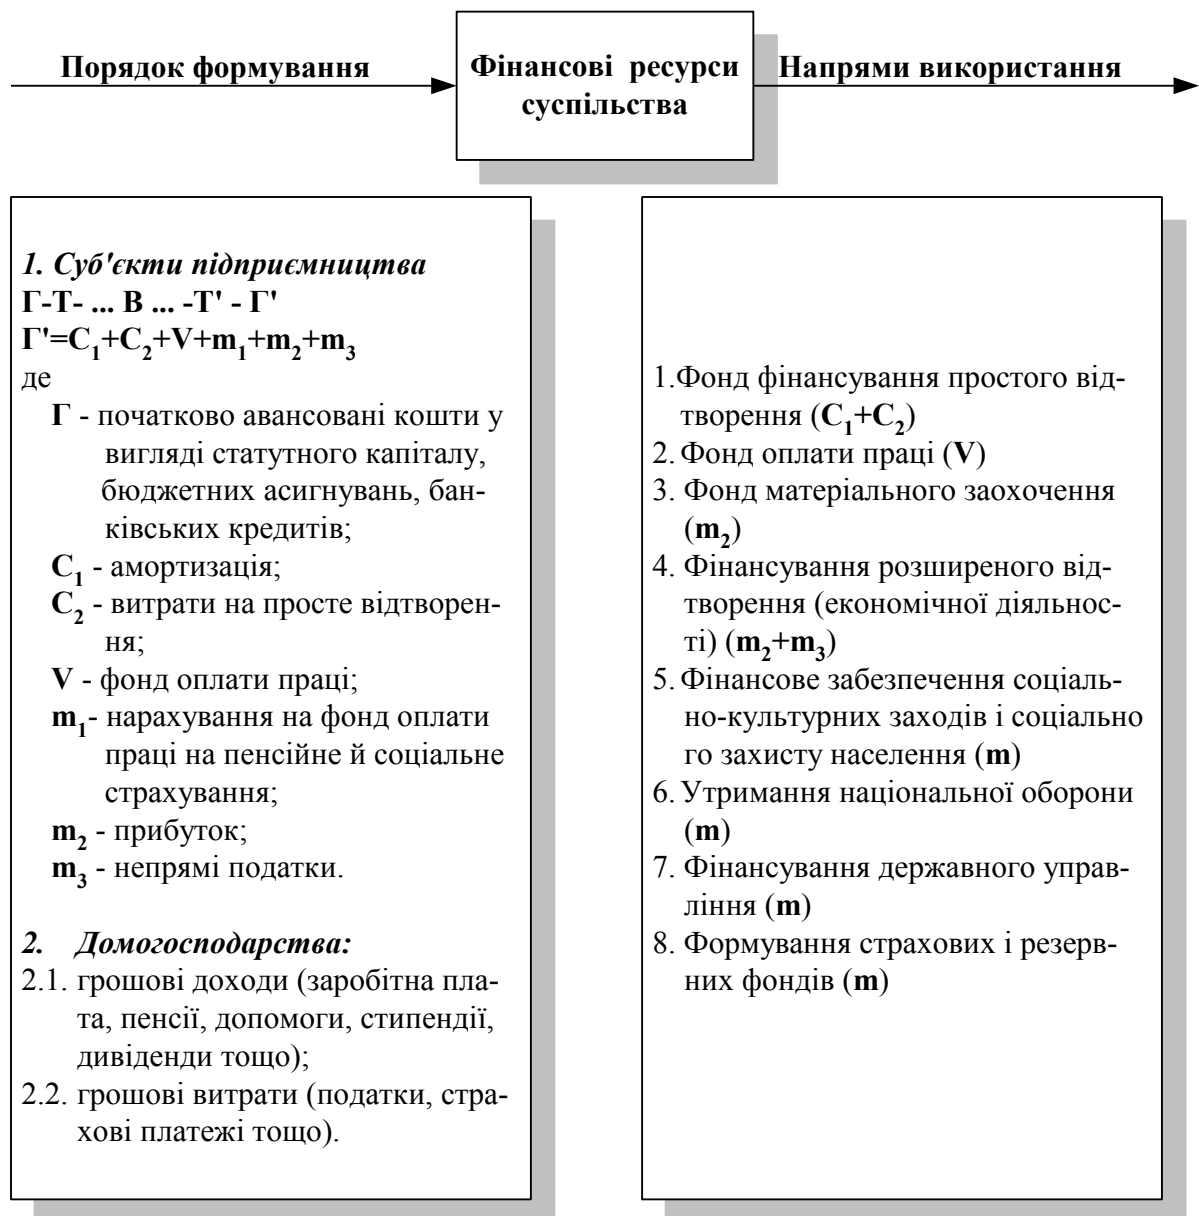 Порядок формування
Фінансові ресурси
суспільства
Напрями використання
1. Суб'єкти підприємництва
Г-Т- ... В ... -Т' - Г'
Г'=C₁+C₂+V+m₁+m₂+m₃
де
Г - початково авансовані кошти у
вигляді статутного капіталу,
бюджетних асигнувань, бан-
ківських кредитів;
C₁ - амортизація;
C₂ - витрати на просте відтворен-
ня;
V - фонд оплати праці;
m₁- нарахування на фонд оплати
праці на пенсійне й соціальне
страхування;
m₂ - прибуток;
m₃ - непрямі податки.
2. Домогосподарства:
2.1. грошові доходи (заробітна пла-
та, пенсії, допомоги, стипендії,
дивіденди тощо);
2.2. грошові витрати (податки, стра-
хові платежі тощо).
1.Фонд фінансування простого від-
творення (C₁+C₂)
2. Фонд оплати праці (V)
3. Фонд матеріального заохочення
(m₂)
4. Фінансування розширеного від-
творення (економічної діяльнос-
ті) (m₂+m₃)
5. Фінансове забезпечення соціаль-
но-культурних заходів і соціально
го захисту населення (m)
6. Утримання національної оборони
(m)
7. Фінансування державного управ-
ління (m)
8. Формування страхових і резерв-
них фондів (m)